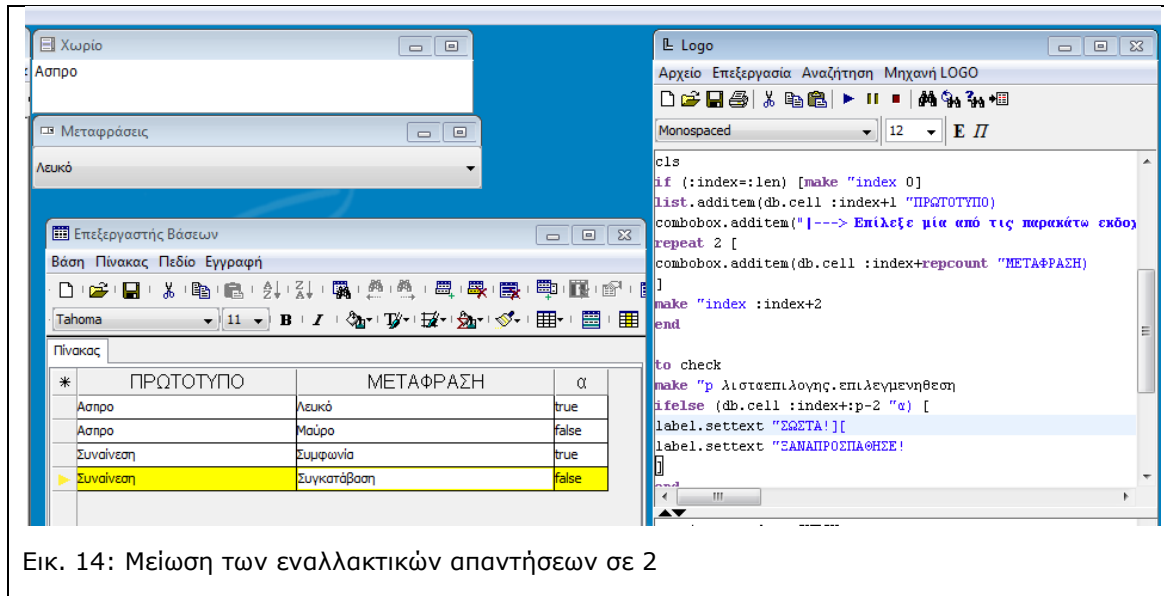 Χωρίο
Ασπρο
Μεταφράσεις
Λευκό
Επεξεργαστής Βάσεων
Βάση Πίνακας Πεδίο Εγγραφή
Tahoma 11 B I
Πίνακας
* ΠΡΩΤΟΤΥΠΟ ΜΕΤΑΦΡΑΣΗ α
Ασπρο Λευκό true
Ασπρο Μαύρο false
Συναίνεση Συμφωνία true
Συναίνεση Συγκατάβαση false
Logo
Αρχείο Επεξεργασία Αναζήτηση Μηχανή LOGO
Monospaced 12 Ε Π
cls
if (:index=:len) [make "index 0]
list.additem(db.cell :index+1 "ΠΡΩΤΟΤΥΠΟ)
combobox.additem("|---> Επίλεξε μία από τις παρακάτω εκδοχ
repeat 2 [
combobox.additem(db.cell :index+repcount "ΜΕΤΑΦΡΑΣΗ)
]
make "index :index+2
end
to check
make "p λισταεπιλογης.επιλεγμενηθεση
ifelse (db.cell :index+:p-2 "α) [
label.settext "ΣΩΣΤΑ!][
label.settext "ΞΑΝΑΠΡΟΣΠΑΘΗΣΕ!
]
end
Εικ. 14: Μείωση των εναλλακτικών απαντήσεων σε 2